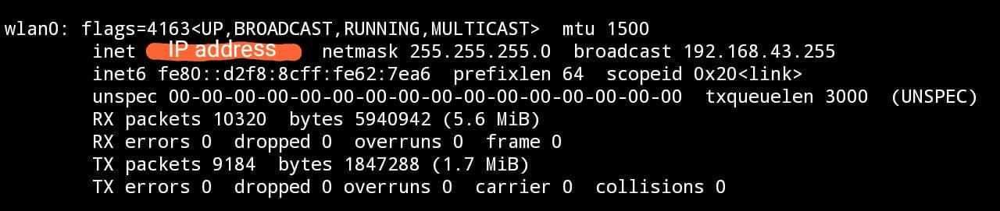 wlan0: flags=4163<UP,BROADCAST,RUNNING,MULTICAST>  mtu 1500
inet IP address netmask 255.255.255.0  broadcast 192.168.43.255
inet6 fe80::d2f8:8cff:fe62:7ea6  prefixlen 64  scopeid 0x20<link>
unspec 00-00-00-00-00-00-00-00-00-00-00-00-00-00-00-00  txqueuelen 3000  (UNSPEC)
RX packets 10320  bytes 5940942 (5.6 MiB)
RX errors 0  dropped 0  overruns 0  frame 0
TX packets 9184  bytes 1847288 (1.7 MiB)
TX errors 0  dropped 0 overruns 0  carrier 0  collisions 0